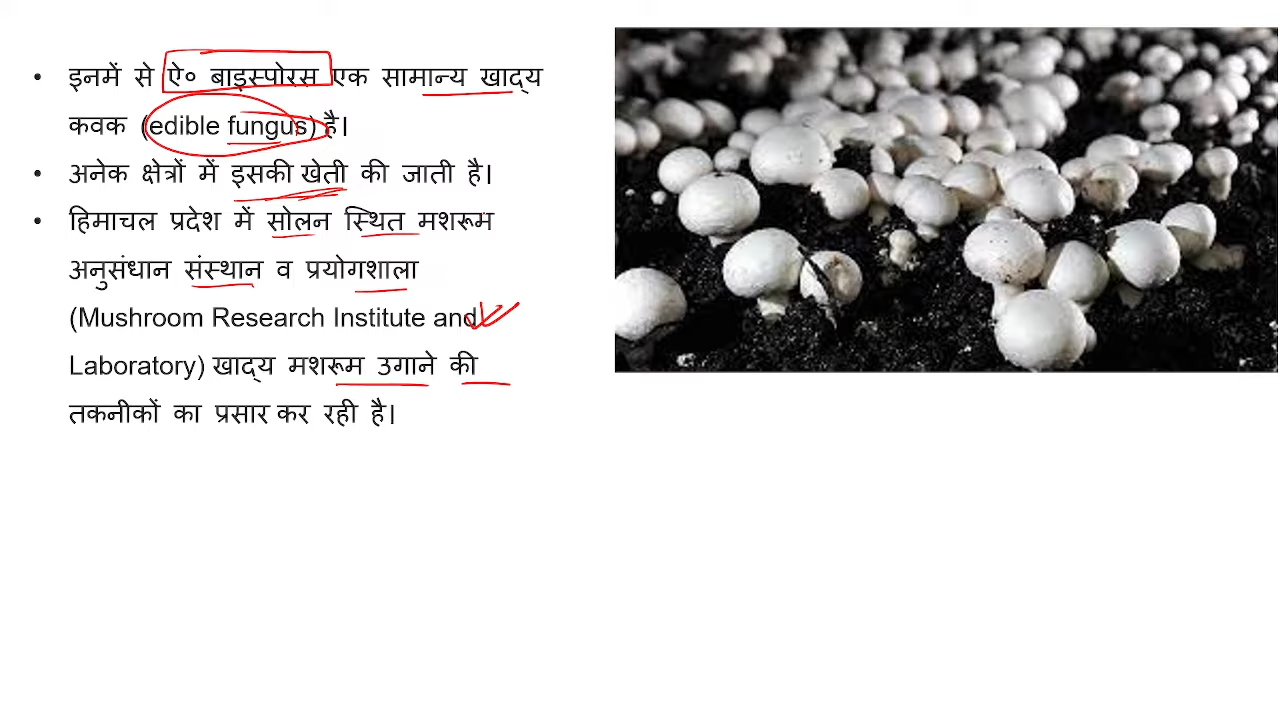 • इनमें से ऐ० बाइस्पोरस एक सामान्य खाद्य
कवक (edible fungus) है।
• अनेक क्षेत्रों में इसकी खेती की जाती है।
• हिमाचल प्रदेश में सोलन स्थित मशरूम
अनुसंधान संस्थान व प्रयोगशाला
(Mushroom Research Institute and
Laboratory) खाद्य मशरूम उगाने की
तकनीकों का प्रसार कर रही है।